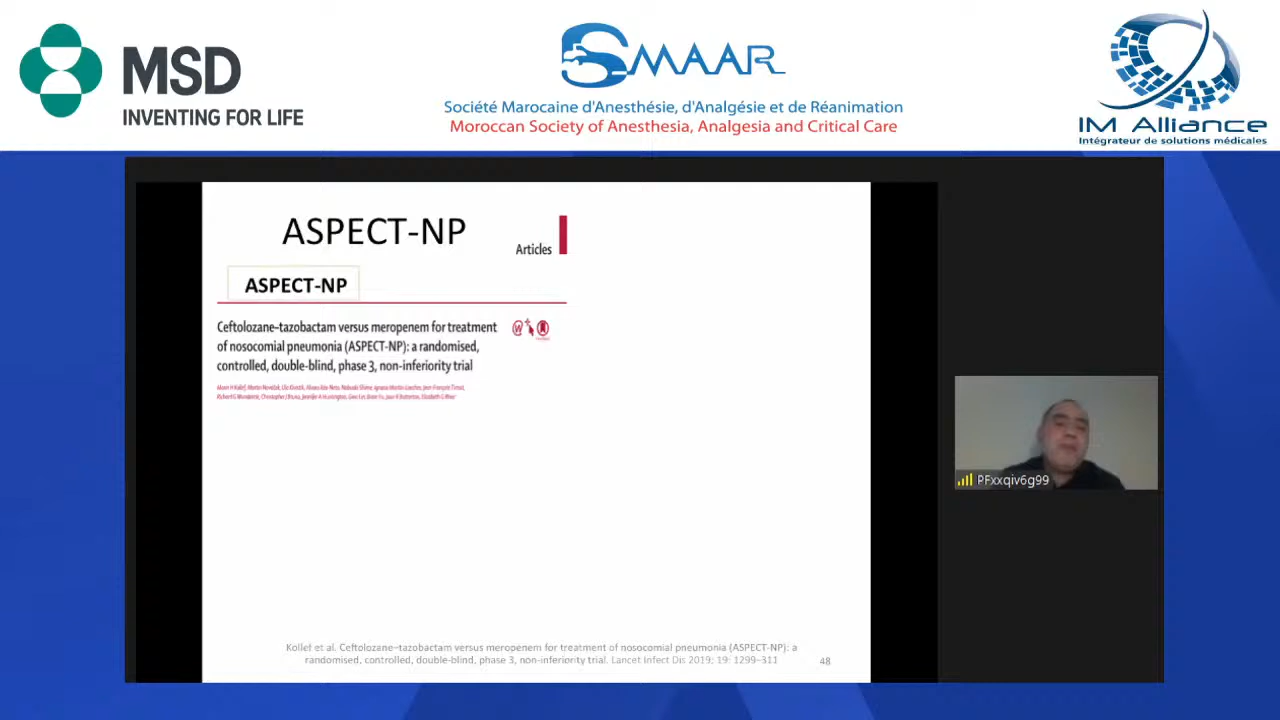 MSD
INVENTING FOR LIFE
SMAAR
Société Marocaine d'Anesthésie, d'Analgésie et de Réanimation
Moroccan Society of Anesthesia, Analgesia and Critical Care
IM Alliance
Intégrateur de solutions médicales
ASPECT-NP
Articles
ASPECT-NP
Ceftolozane–tazobactam versus meropenem for treatment
of nosocomial pneumonia (ASPECT-NP): a randomised,
controlled, double-blind, phase 3, non-inferiority trial
PFxxqiv6g99
Kollef et al. Ceftolozane–tazobactam versus meropenem for treatment of nosocomial pneumonia (ASPECT-NP): a
randomised, controlled, double-blind, phase 3, non-inferiority trial. Lancet Infect Dis 2019; 19: 1299–311
48